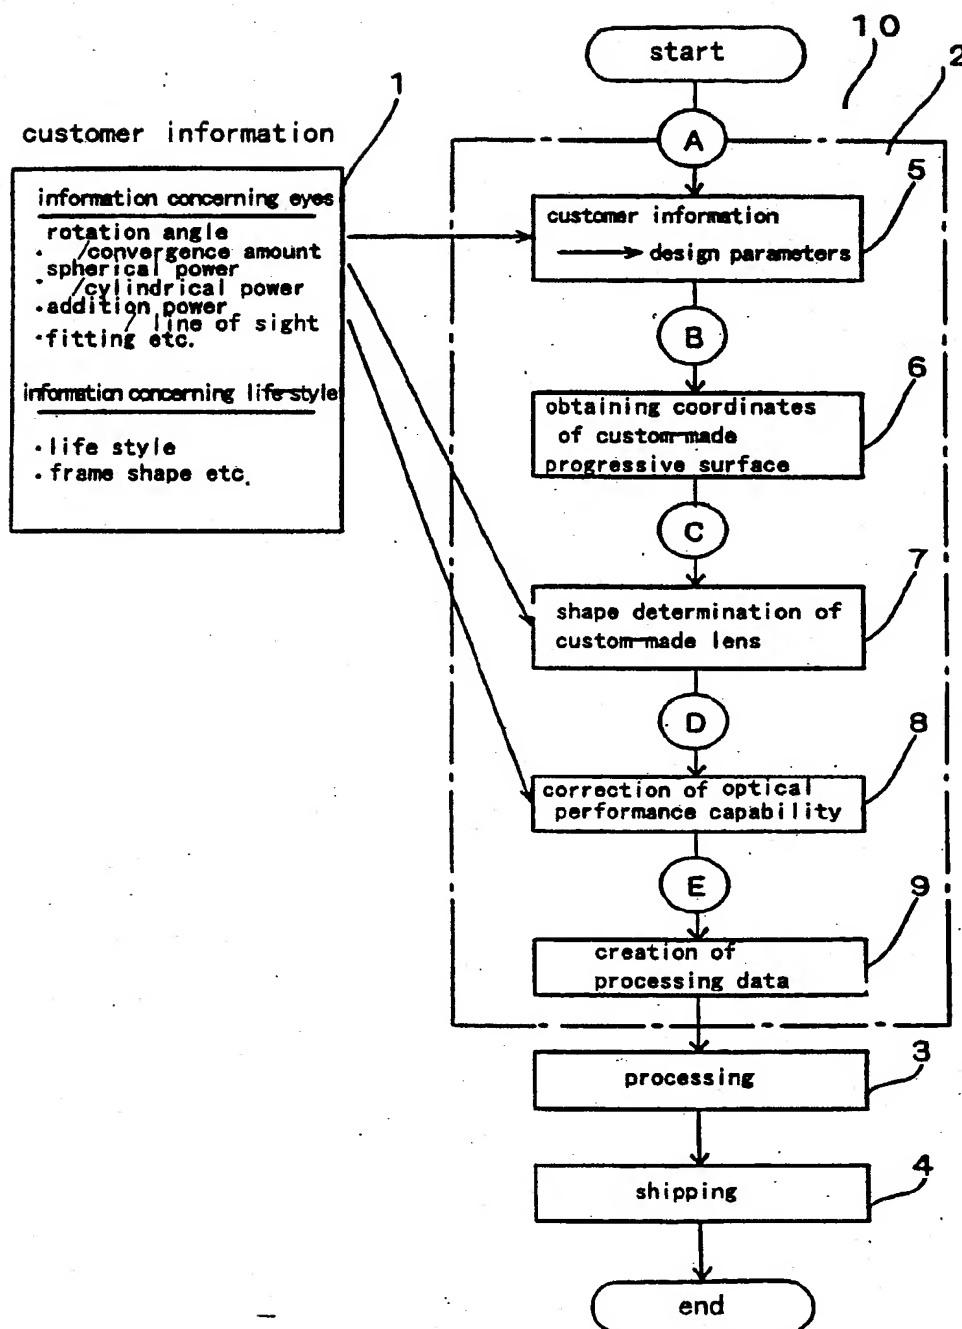 10
start
2
1
customer information
A
information concerning eyes
rotation angle
· /convergence amount
spherical power
· /cylindrical power
·addition power
/ line of sight
·fitting etc.
information concerning life style
· life style
· frame shape etc.
5
customer information
→ design parameters
B
6
obtaining coordinates
of custom-made
progressive surface
C
7
shape determination of
custom-made lens
D
8
correction of optical
performance capability
E
9
creation of
processing data
3
processing
4
shipping
end